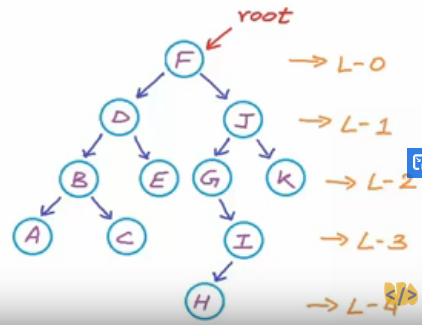 root
F → L-0
D J → L-1
B E G K → L-2
A C I → L-3
H → L-4